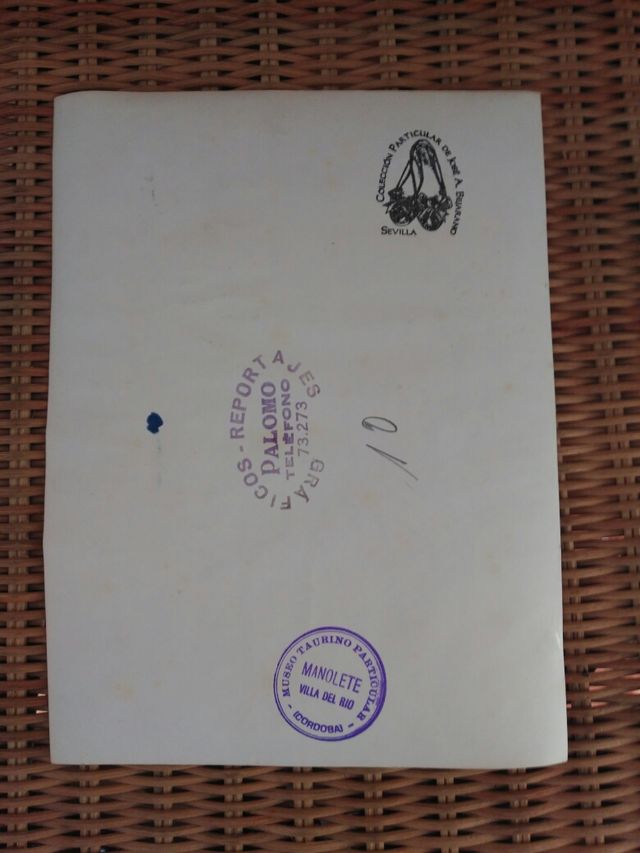 COLECCIÓN PARTICULAR DE JOSÉ A. BEJARANO
SEVILLA
REPORTAJES GRAFICOS -
PALOMO
TELÉFONO
73.273
10
- MUSEO TAURINO PARTICULAR -
MANOLETE
VILLA DEL RIO
(CORDOBA)